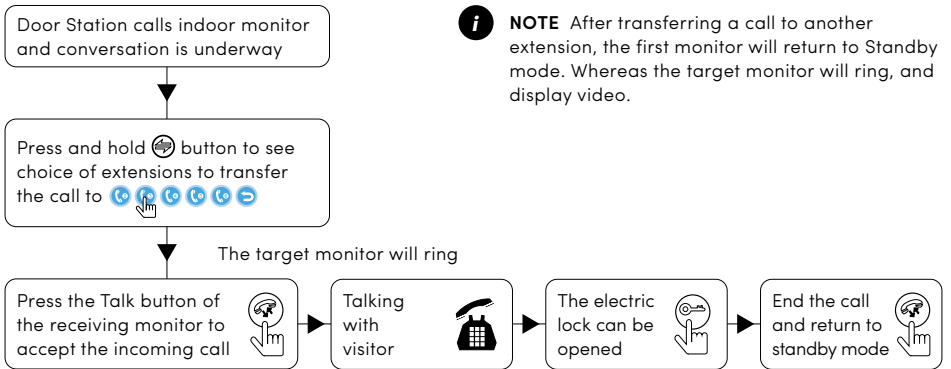 Door Station calls indoor monitor
and conversation is underway
i
NOTE After transferring a call to another
extension, the first monitor will return to Standby
mode. Whereas the target monitor will ring, and
display video.
Press and hold button to see
choice of extensions to transfer
the call to
The target monitor will ring
Press the Talk button of
the receiving monitor to
accept the incoming call
Talking
with
visitor
The electric
lock can be
opened
End the call
and return to
standby mode